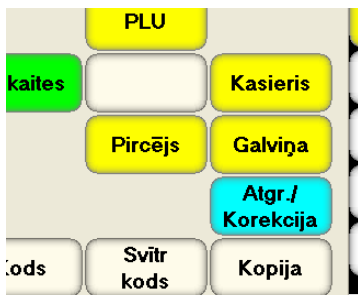 PLU
kaites
Kasieris
Pircējs
Galviņa
Atgr./
Korekcija
Kods
Svītr
kods
Kopija